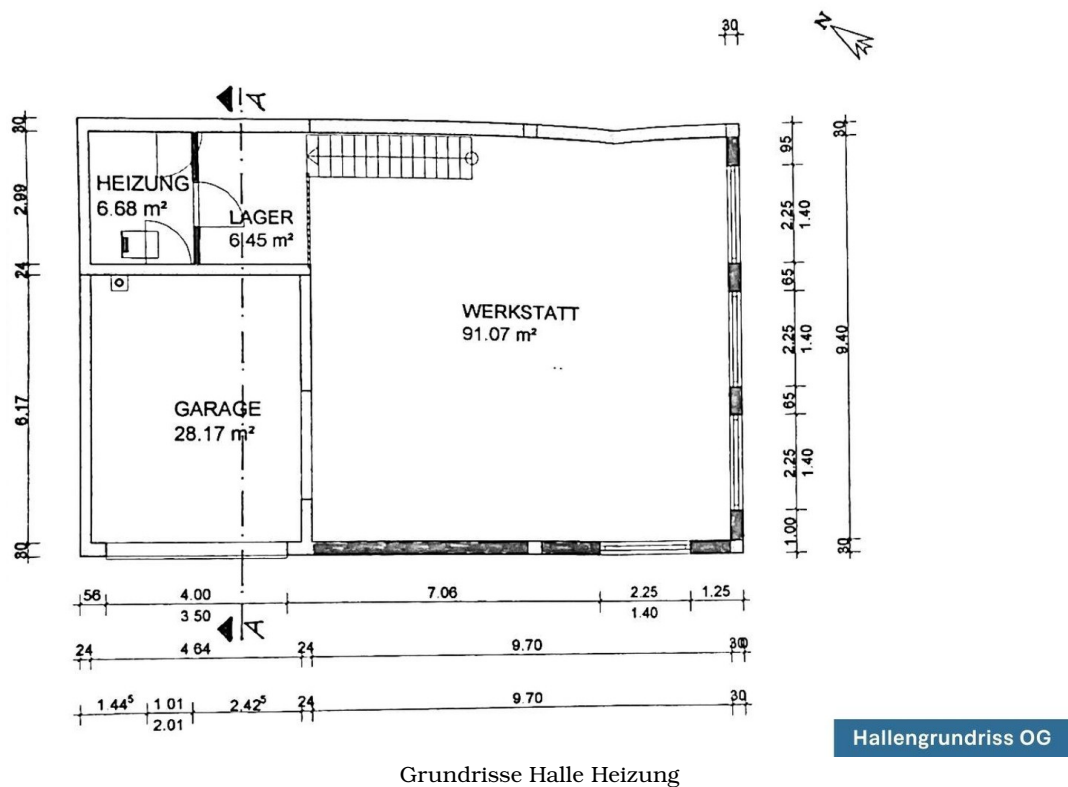 30
N
A
30
95
30
HEIZUNG
6.68 m²
LAGER
6.45 m²
2.99
2.25
1.40
24
65
WERKSTATT
91.07 m²
2.25
1.40
9.40
6.17
GARAGE
28.17 m²
65
2.25
1.40
1.00
30
30
56
4.00
7.06
2.25
1.25
3.50
1.40
A
24
4 64
24
9.70
30
1.44⁵
1 01
2.42⁵
24
9.70
30
2.01
Hallengrundriss OG
Grundrisse Halle Heizung